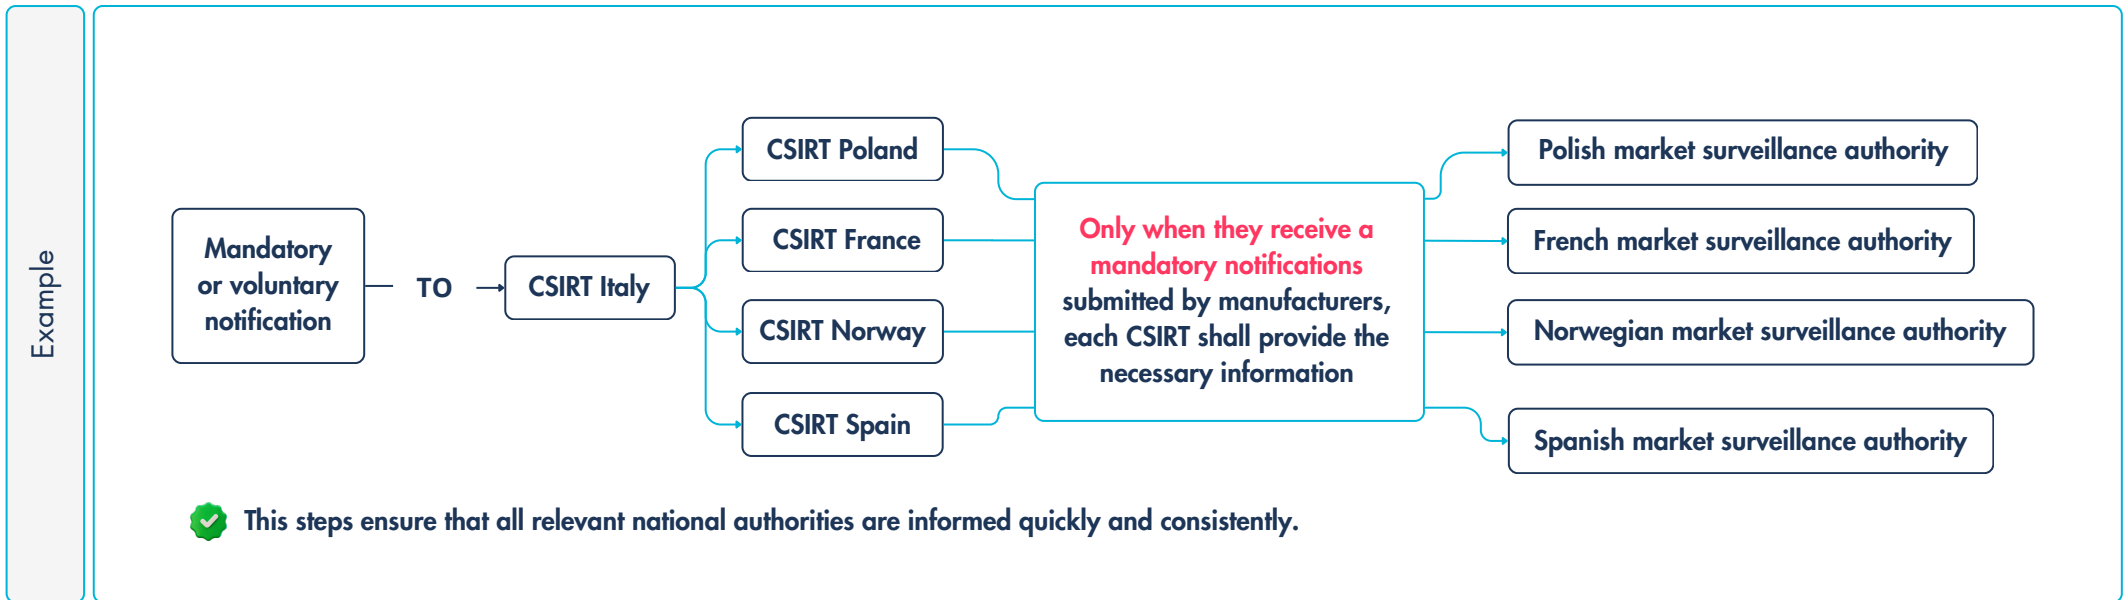 Example
Mandatory
or voluntary
notification
TO
CSIRT Italy
CSIRT Poland
CSIRT France
CSIRT Norway
CSIRT Spain
Only when they receive a
mandatory notifications
submitted by manufacturers,
each CSIRT shall provide the
necessary information
Polish market surveillance authority
French market surveillance authority
Norwegian market surveillance authority
Spanish market surveillance authority
This steps ensure that all relevant national authorities are informed quickly and consistently.